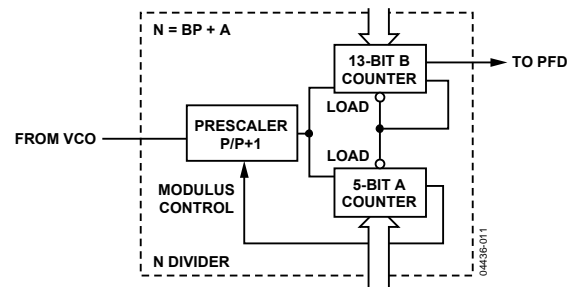 N = BP + A
13-BIT B
COUNTER
TO PFD
LOAD
PRESCALER
P/P+1
FROM VCO
LOAD
MODULUS
CONTROL
5-BIT A
COUNTER
N DIVIDER
04436-011